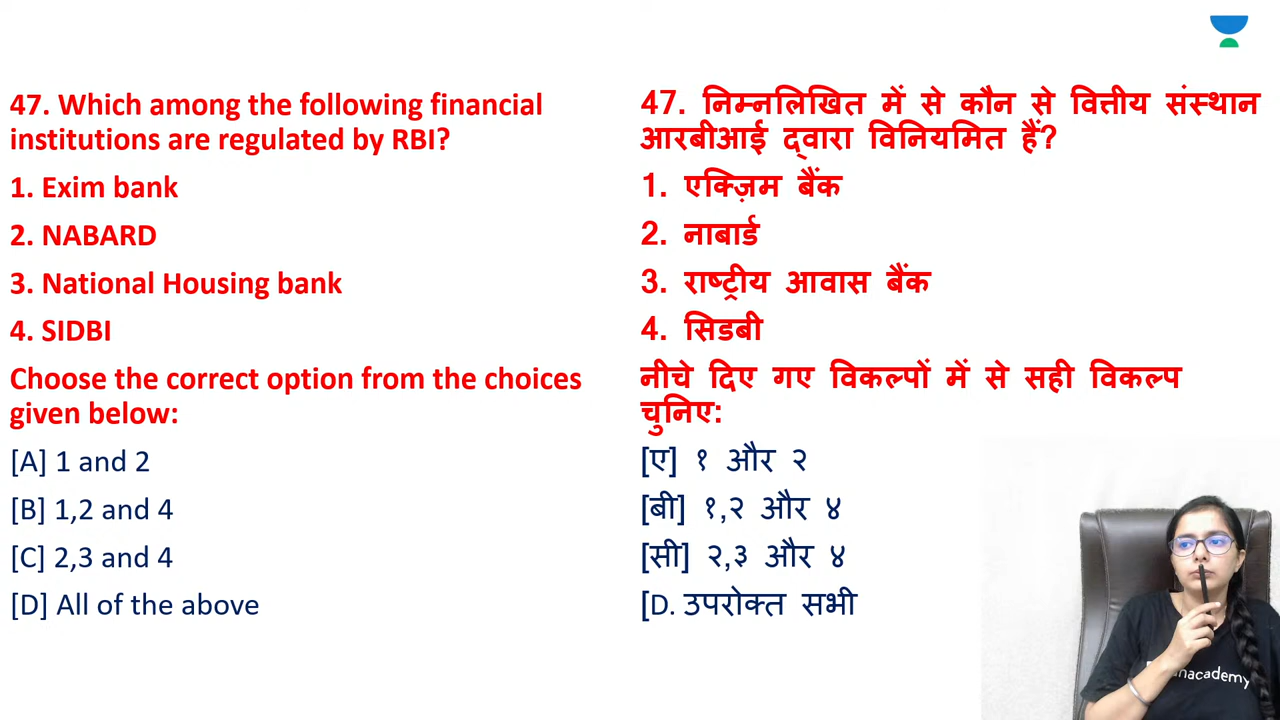 47. Which among the following financial
institutions are regulated by RBI?
1. Exim bank
2. NABARD
3. National Housing bank
4. SIDBI
Choose the correct option from the choices
given below:
[A] 1 and 2
[B] 1,2 and 4
[C] 2,3 and 4
[D] All of the above
47. निम्नलिखित में से कौन से वित्तीय संस्थान
आरबीआई द्वारा विनियमित हैं?
1. एक्ज़िम बैंक
2. नाबार्ड
3. राष्ट्रीय आवास बैंक
4. सिडबी
नीचे दिए गए विकल्पों में से सही विकल्प
चुनिए:
[ए] १ और २
[बी] १,२ और ४
[सी] २,३ और ४
[D. उपरोक्त सभी